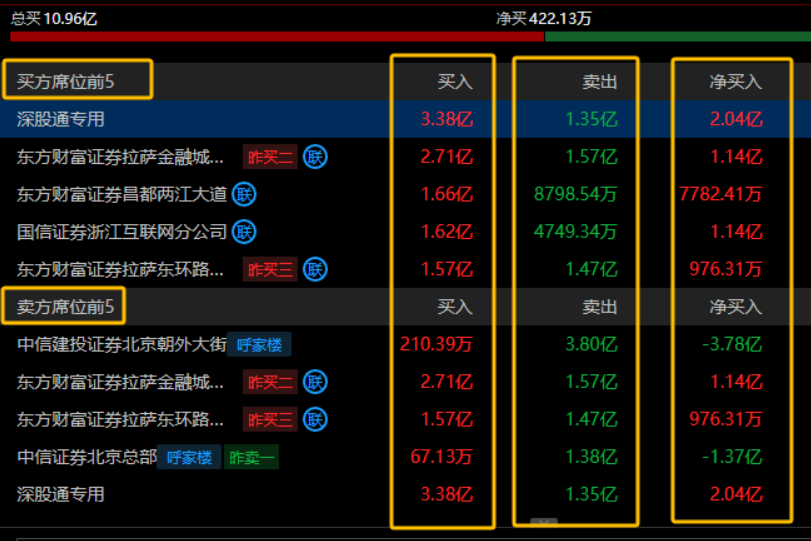 总买10.96亿 净买422.13万
买方席位前5 买入 卖出 净买入
深股通专用 3.38亿 1.35亿 2.04亿
东方财富证券拉萨金融城... 昨买二 联 2.71亿 1.57亿 1.14亿
东方财富证券昌都两江大道 联 1.66亿 8798.54万 7782.41万
国信证券浙江互联网分公司 联 1.62亿 4749.34万 1.14亿
东方财富证券拉萨东环路... 昨买三 联 1.57亿 1.47亿 976.31万
卖方席位前5 买入 卖出 净买入
中信建投证券北京朝外大街 呼家楼 210.39万 3.80亿 -3.78亿
东方财富证券拉萨金融城... 昨买二 联 2.71亿 1.57亿 1.14亿
东方财富证券拉萨东环路... 昨买三 联 1.57亿 1.47亿 976.31万
中信证券北京总部 呼家楼 昨卖一 67.13万 1.38亿 -1.37亿
深股通专用 3.38亿 1.35亿 2.04亿